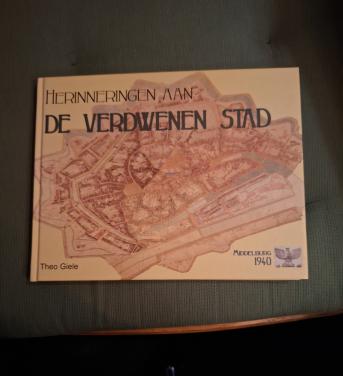 HERINNERINGEN AAN
DE VERDWENEN STAD
MIDDELBURG
1940
Theo Giele